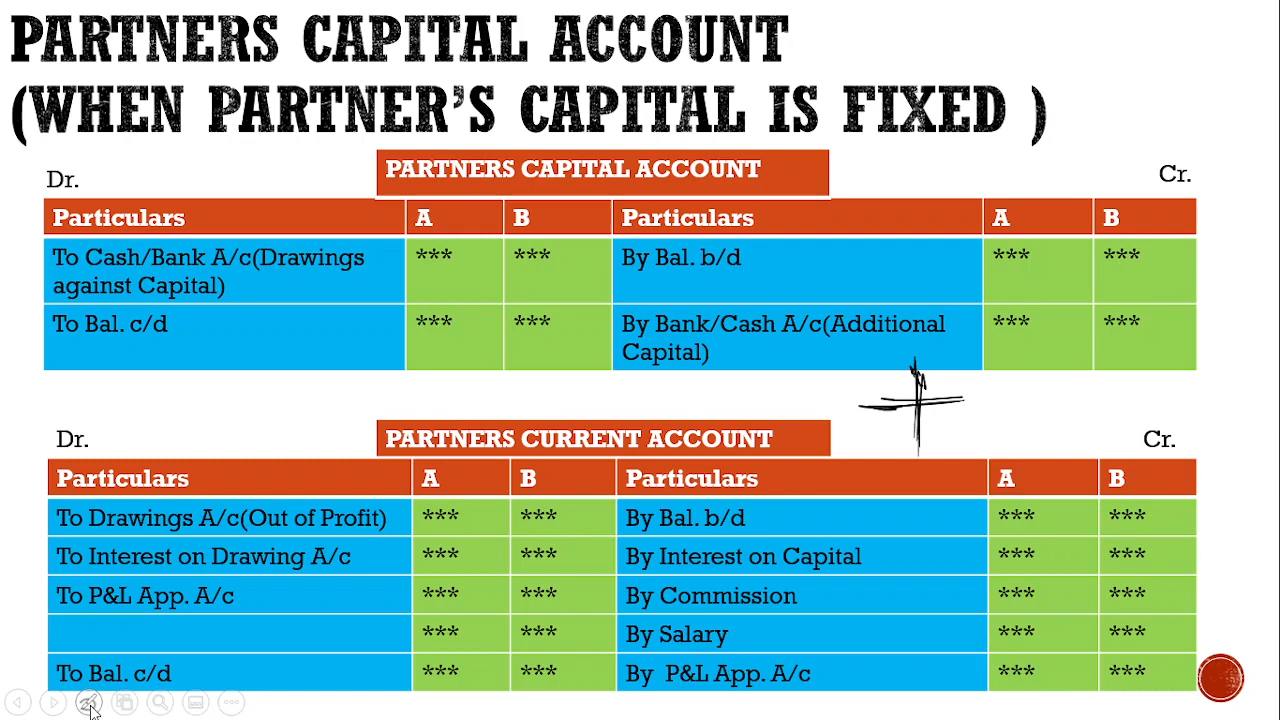 PARTNERS CAPITAL ACCOUNT
(WHEN PARTNER'S CAPITAL IS FIXED )
Dr. PARTNERS CAPITAL ACCOUNT Cr.
Particulars A B Particulars A B
To Cash/Bank A/c(Drawings against Capital) *** *** By Bal. b/d *** ***
To Bal. c/d *** *** By Bank/Cash A/c(Additional Capital) *** ***
Dr. PARTNERS CURRENT ACCOUNT Cr.
Particulars A B Particulars A B
To Drawings A/c(Out of Profit) *** *** By Bal. b/d *** ***
To Interest on Drawing A/c *** *** By Interest on Capital *** ***
To P&L App. A/c *** *** By Commission *** ***
*** *** By Salary *** ***
To Bal. c/d *** *** By P&L App. A/c *** ***